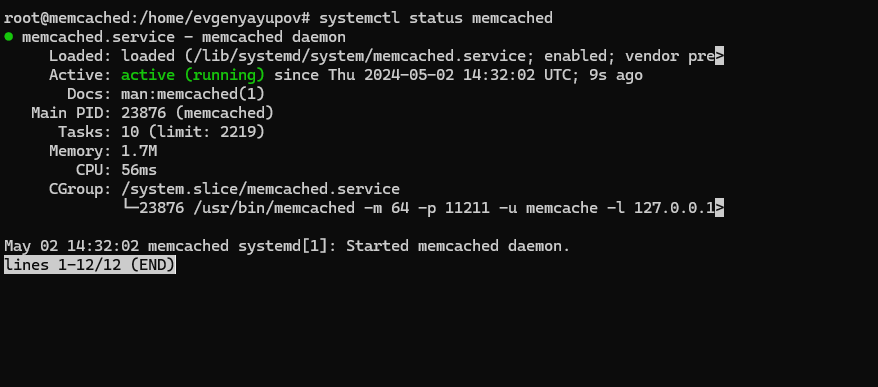 root@memcached:/home/evgenyayupov# systemctl status memcached
● memcached.service - memcached daemon
     Loaded: loaded (/lib/systemd/system/memcached.service; enabled; vendor pre>
     Active: active (running) since Thu 2024-05-02 14:32:02 UTC; 9s ago
       Docs: man:memcached(1)
   Main PID: 23876 (memcached)
      Tasks: 10 (limit: 2219)
     Memory: 1.7M
        CPU: 56ms
     CGroup: /system.slice/memcached.service
             └─23876 /usr/bin/memcached -m 64 -p 11211 -u memcache -l 127.0.0.1>

May 02 14:32:02 memcached systemd[1]: Started memcached daemon.
lines 1-12/12 (END)